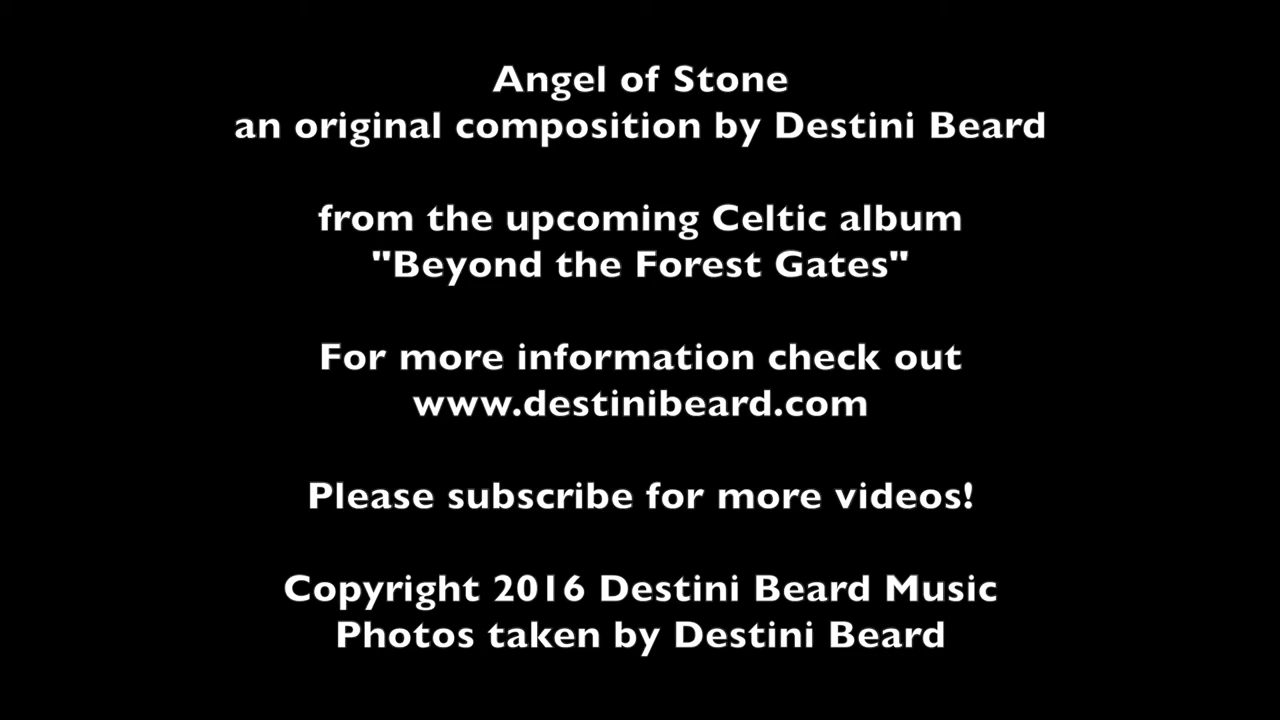 Angel of Stone
an original composition by Destini Beard
from the upcoming Celtic album
"Beyond the Forest Gates"
For more information check out
www.destinibeard.com
Please subscribe for more videos!
Copyright 2016 Destini Beard Music
Photos taken by Destini Beard